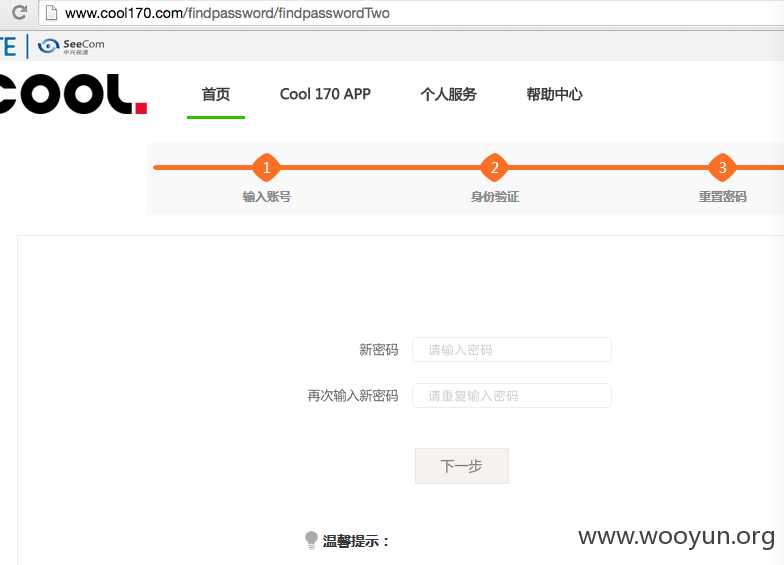 www.cool170.com/findpassword/findpasswordTwo
TE SeeCom
中兴视通
COOL.
首页 Cool 170 APP 个人服务 帮助中心
1 2 3
输入账号 身份验证 重置密码
新密码 请输入密码
再次输入新密码 请重复输入密码
下一步
温馨提示：
www.wooyun.org